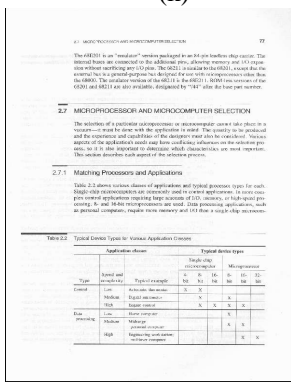 2.7 MICROPROCESSOR AND MICROCOMPUTER SELECTION 77
The 68E201 is an "emulator" version packaged in an 84-pin leadless chip carrier. The
internal buses are connected to the additional pins, allowing memory and I/O expan-
sion without sacrificing any I/O pins. The 68211 is similar to the 68201, except that the
external bus is a general-purpose bus designed for use with microprocessors other than
the 68000. The emulator version of the 68211 is the 68E211. ROM-less versions of the
68201 and 68211 are also available, designated by "/44" after the base part number.
2.7 MICROPROCESSOR AND MICROCOMPUTER SELECTION
The selection of a particular microprocessor or microcomputer cannot take place in a
vacuum—it must be done with the application in mind. The quantity to be produced
and the experience and capabilities of the designers must also be considered. Various
aspects of the application's needs may have conflicting influences on the selection pro-
cess, so it is also important to determine which characteristics are most important.
This section describes each aspect of the selection process.
2.7.1 Matching Processors and Applications
Table 2.2 shows various classes of applications and typical processor types for each.
Single-chip microcomputers are commonly used in control applications. In more com-
plex control applications requiring large amounts of I/O, memory, or high-speed pro-
cessing, 8- and 16-bit microprocessors are used. Data processing applications, such
as personal computers, require more memory and I/O than a single chip microcom-
Table 2.2 Typical Device Types for Various Application Classes
Application classes Typical device types
Single chip
microcomputer Microprocessor
Type Speed and complexity Typical example 4-bit 8-bit 16-bit 8-bit 16-bit 32-bit
Control Low Automatic thermostat X X
Medium Engine control X X
High Engine control X X X X
Data processing Low Home computer X
Medium Midrange
personal computer X X
High Engineering workstation,
X X